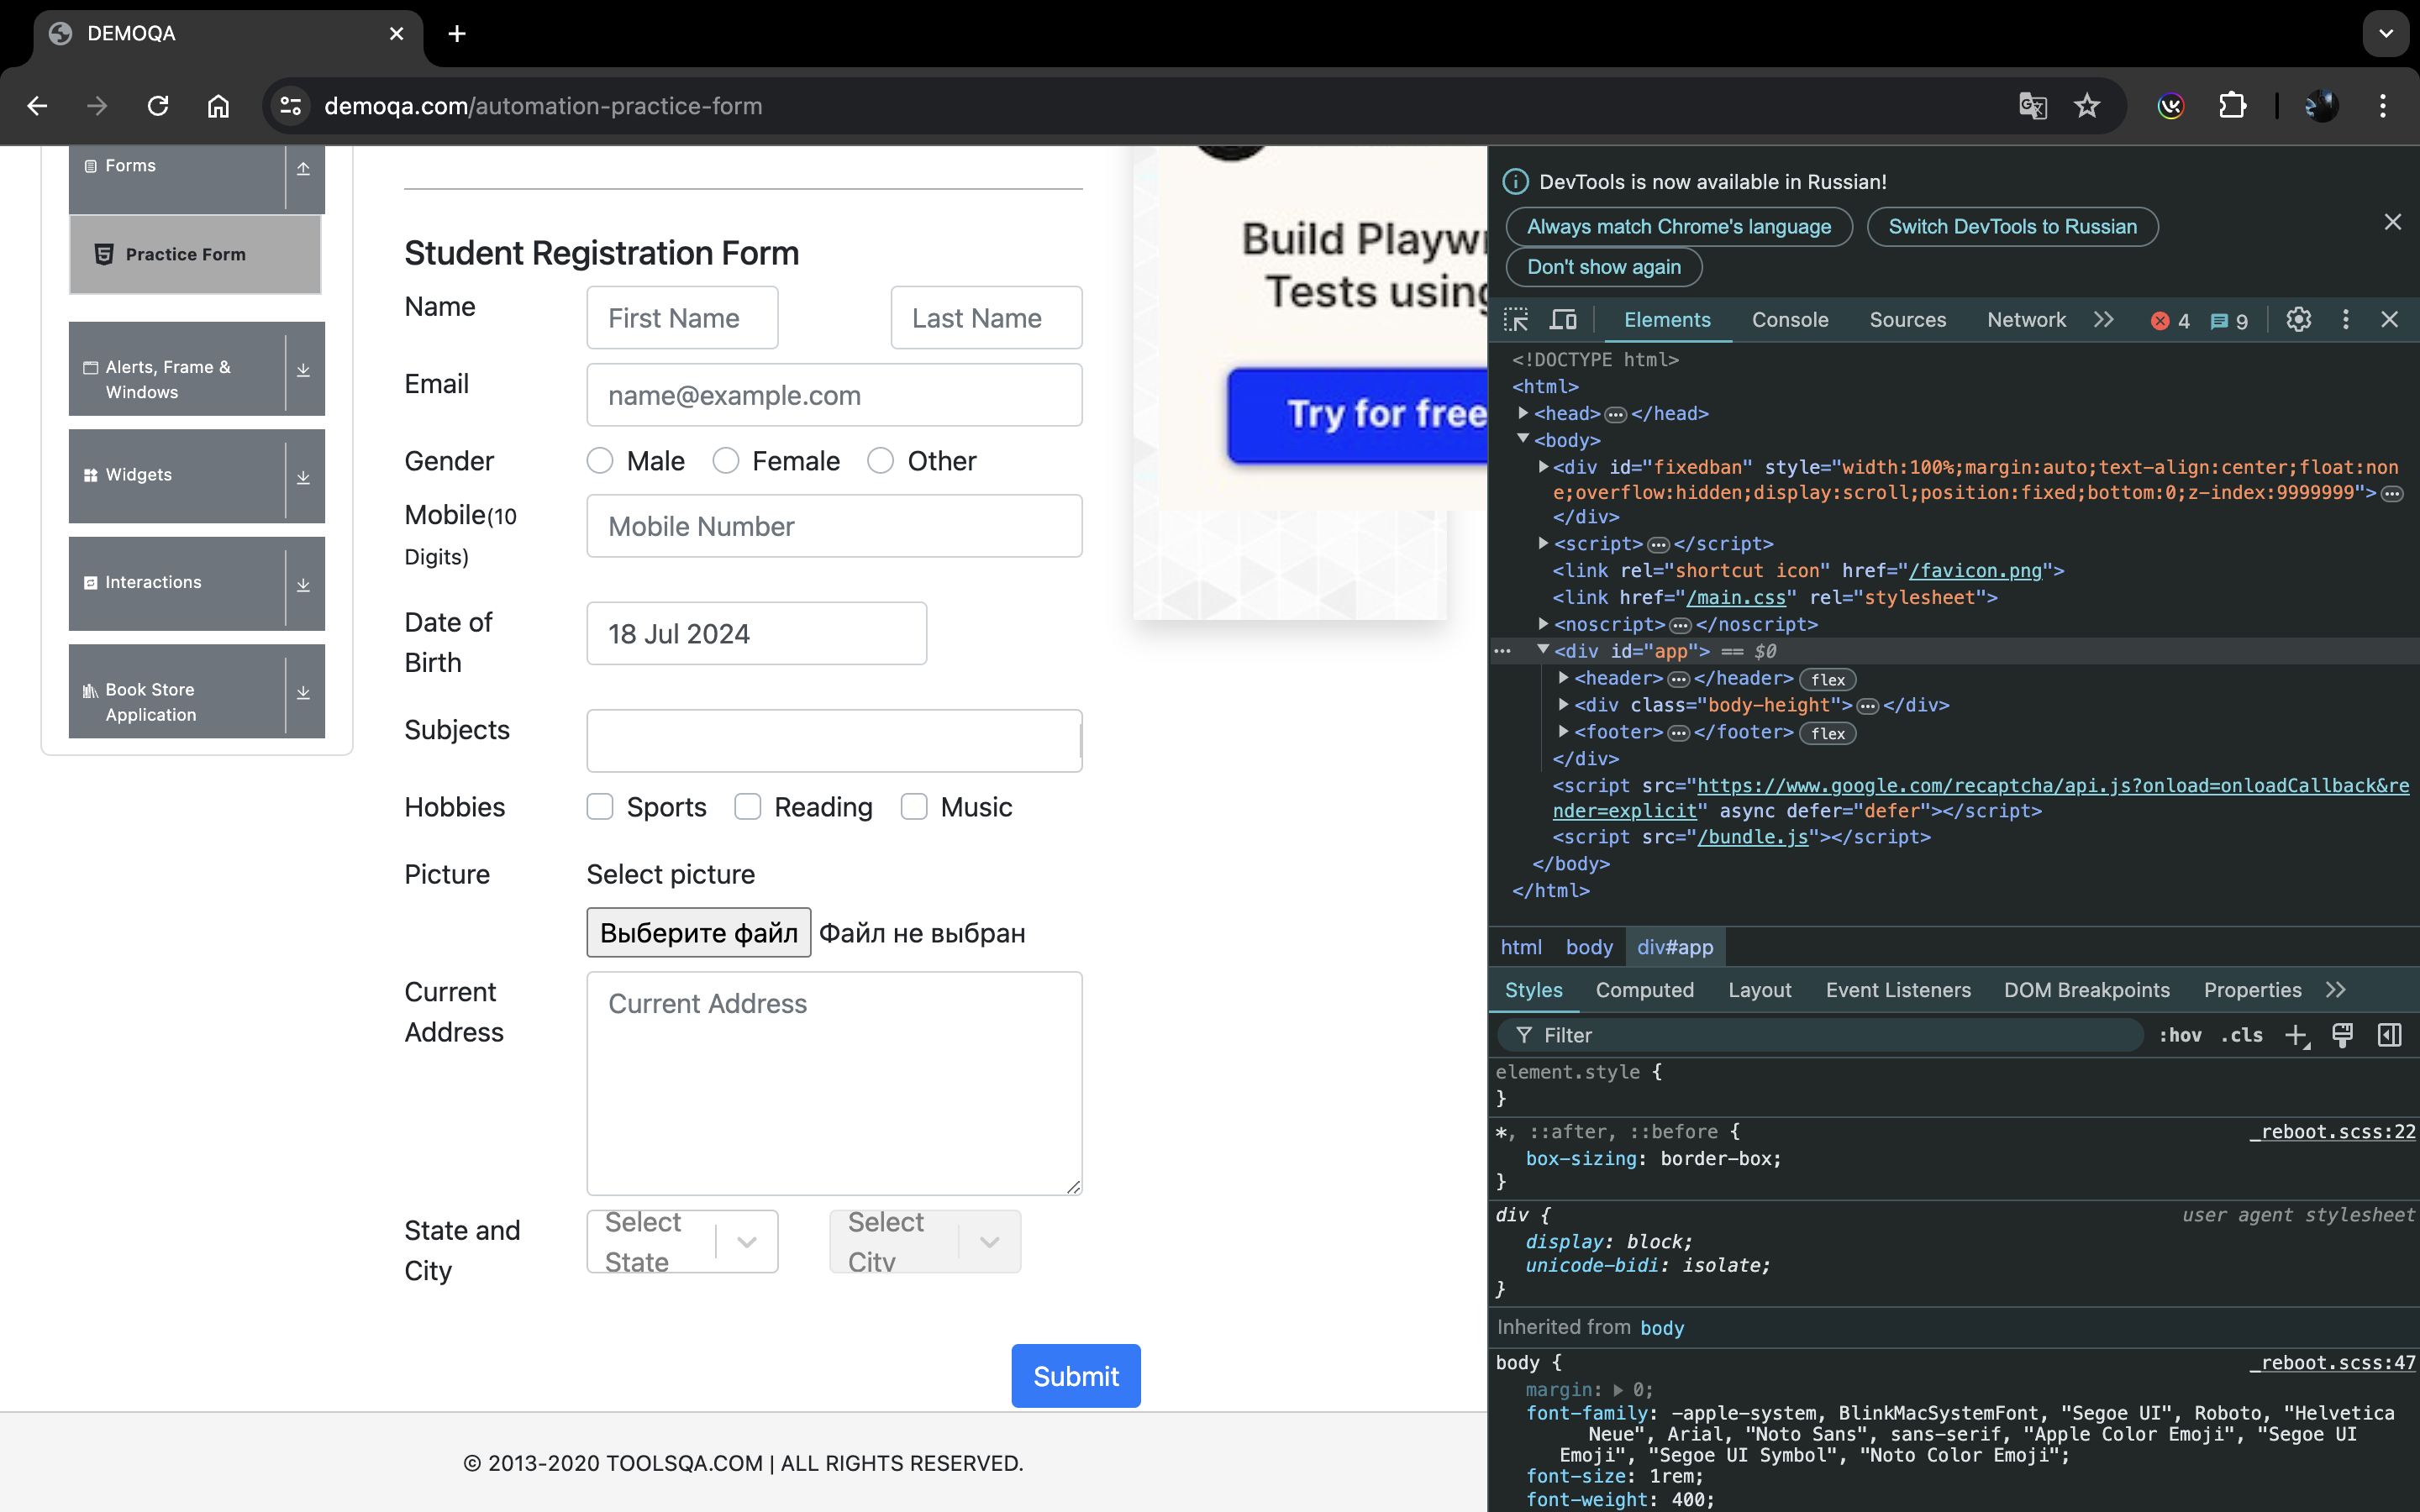 DEMOQA
demoqa.com/automation-practice-form
Forms
Practice Form
Alerts, Frame &
Windows
Widgets
Interactions
Book Store
Application
Student Registration Form
Name
First Name
Last Name
Email
name@example.com
Gender
Male
Female
Other
Mobile(10
Digits)
Mobile Number
Date of
Birth
18 Jul 2024
Subjects
Hobbies
Sports
Reading
Music
Picture
Select picture
Выберите файл Файл не выбран
Current
Address
Current Address
State and
City
Select
State
Select
City
Submit
© 2013-2020 TOOLSQA.COM | ALL RIGHTS RESERVED.
Build Playw
Tests using
Try for free
DevTools is now available in Russian!
Always match Chrome's language
Switch DevTools to Russian
Don't show again
Elements
Console
Sources
Network
4
9
<!DOCTYPE html>
<html>
<head> </head>
<body>
<div id="fixedban" style="width:100%;margin:auto;text-align:center;float:non
e;overflow:hidden;display:scroll;position:fixed;bottom:0;z-index:9999999">
</div>
<script> </script>
<link rel="shortcut icon" href="/favicon.png">
<link href="/main.css" rel="stylesheet">
<noscript> </noscript>
<div id="app"> == $0
<header> </header> flex
<div class="body-height"> </div>
<footer> </footer> flex
</div>
<script src="https://www.google.com/recaptcha/api.js?onload=onloadCallback&re
nder=explicit" async defer="defer"></script>
<script src="/bundle.js"></script>
</body>
</html>
html
body
div#app
Styles
Computed
Layout
Event Listeners
DOM Breakpoints
Properties
Filter
:hov
.cls
element.style {
}
*, ::after, ::before {
_reboot.scss:22
box-sizing: border-box;
}
div {
user agent stylesheet
display: block;
unicode-bidi: isolate;
}
Inherited from body
body {
_reboot.scss:47
margin: 0;
font-family: -apple-system, BlinkMacSystemFont, "Segoe UI", Roboto, "Helvetica
Neue", Arial, "Noto Sans", sans-serif, "Apple Color Emoji", "Segoe UI
Emoji", "Segoe UI Symbol", "Noto Color Emoji";
font-size: 1rem;
font-weight: 400;